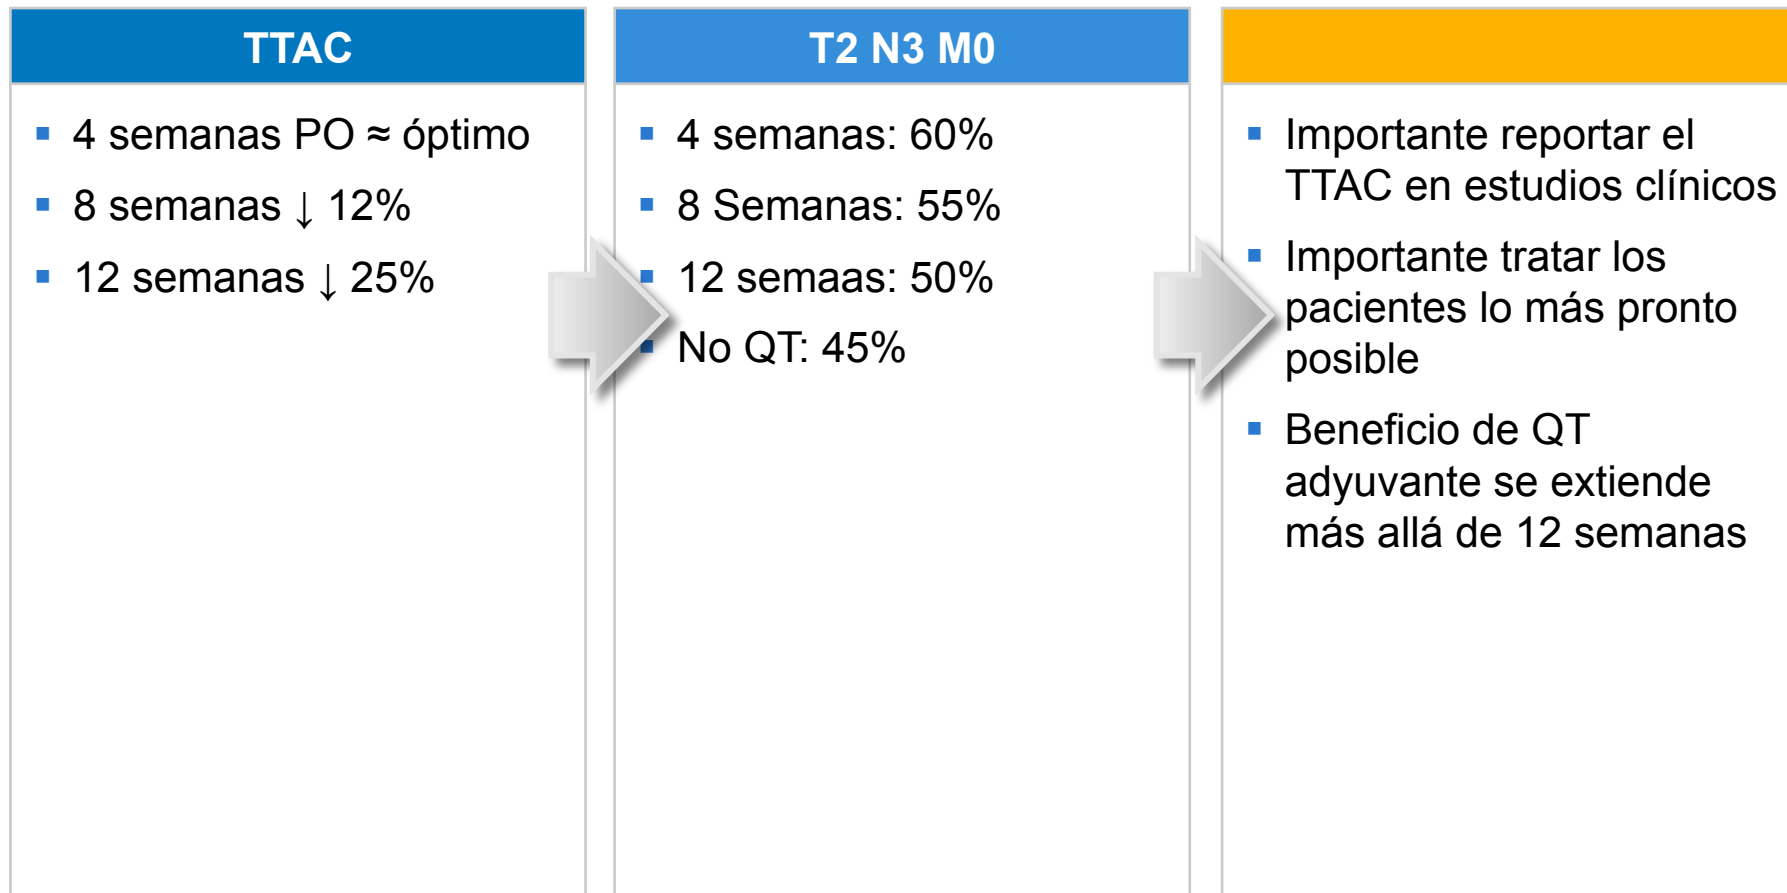 TTAC
4 semanas PO ≈ óptimo
8 semanas ↓ 12%
12 semanas ↓ 25%
T2 N3 M0
4 semanas: 60%
8 Semanas: 55%
12 semaas: 50%
No QT: 45%
Importante reportar el
TTAC en estudios clínicos
Importante tratar los
pacientes lo más pronto
posible
Beneficio de QT
adyuvante se extiende
más allá de 12 semanas